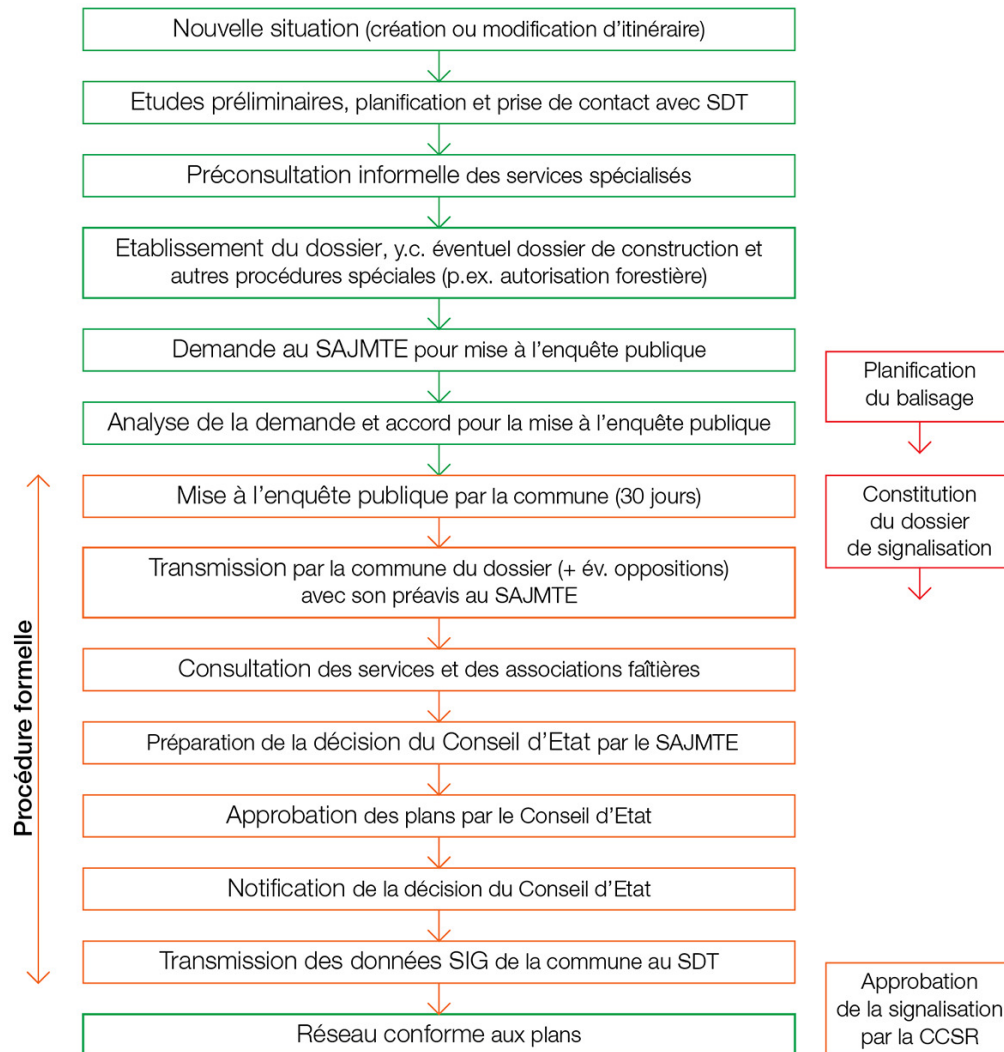 Nouvelle situation (création ou modification d'itinéraire)
Etudes préliminaires, planification et prise de contact avec SDT
Préconsultation informelle des services spécialisés
Etablissement du dossier, y.c. éventuel dossier de construction et
autres procédures spéciales (p.ex. autorisation forestière)
Demande au SAJMTE pour mise à l'enquête publique
Analyse de la demande et accord pour la mise à l'enquête publique
Planification
du balisage
Procédure formelle
Mise à l'enquête publique par la commune (30 jours)
Transmission par la commune du dossier (+ év. oppositions)
avec son préavis au SAJMTE
Constitution
du dossier
de signalisation
Consultation des services et des associations faîtières
Préparation de la décision du Conseil d'Etat par le SAJMTE
Approbation des plans par le Conseil d'Etat
Notification de la décision du Conseil d'Etat
Transmission des données SIG de la commune au SDT
Réseau conforme aux plans
Approbation
de la signalisation
par la CCSR